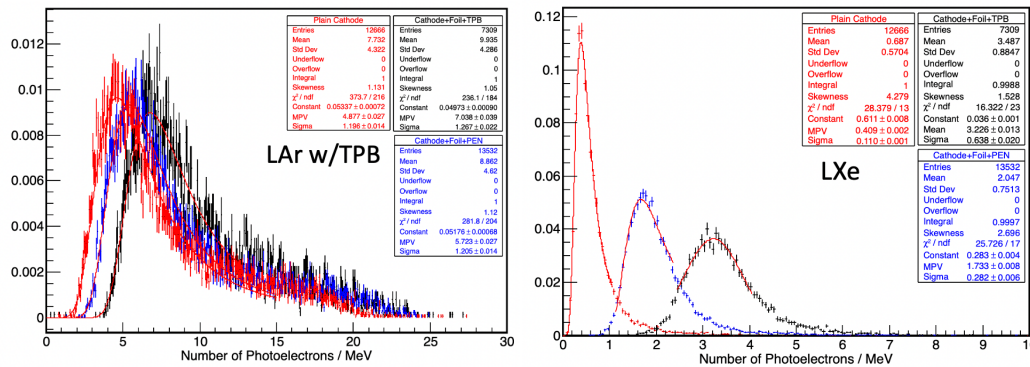 Plain Cathode
Entries 12666
Mean 7.732
Std Dev 4.322
Underflow 0
Overflow 0
Integral 1
Skewness 1.131
χ² / ndf 373.7 / 216
Constant 0.05337 ± 0.00072
MPV 4.877 ± 0.027
Sigma 1.196 ± 0.014
Cathode+Foil+TPB
Entries 7309
Mean 9.935
Std Dev 4.286
Underflow 0
Overflow 0
Integral 1
Skewness 1.05
χ² / ndf 236.1 / 184
Constant 0.04973 ± 0.00090
MPV 7.038 ± 0.039
Sigma 1.267 ± 0.022
Cathode+Foil+PEN
Entries 13532
Mean 8.862
Std Dev 4.62
Underflow 0
Overflow 0
Integral 1
Skewness 1.12
χ² / ndf 281.8 / 204
Constant 0.05176 ± 0.00068
MPV 5.723 ± 0.027
Sigma 1.205 ± 0.014
LAr w/TPB
0.012
0.01
0.008
0.006
0.004
0.002
0
0 5 10 15 20 25 30
Number of Photoelectrons / MeV
Plain Cathode
Entries 12666
Mean 0.687
Std Dev 0.5704
Underflow 0
Overflow 0
Integral 1
Skewness 4.279
χ² / ndf 28.379 / 13
Constant 0.611 ± 0.008
MPV 0.409 ± 0.002
Sigma 0.110 ± 0.001
Cathode+Foil+TPB
Entries 7309
Mean 3.487
Std Dev 0.8847
Underflow 0
Overflow 0
Integral 0.9988
Skewness 1.528
χ² / ndf 16.322 / 23
Constant 0.036 ± 0.001
Mean 3.226 ± 0.013
Sigma 0.638 ± 0.020
Cathode+Foil+PEN
Entries 13532
Mean 2.047
Std Dev 0.7513
Underflow 0
Overflow 0
Integral 0.9997
Skewness 2.696
χ² / ndf 25.726 / 17
Constant 0.283 ± 0.004
MPV 1.733 ± 0.008
Sigma 0.282 ± 0.006
LXe
0.12
0.1
0.08
0.06
0.04
0.02
0
0 1 2 3 4 5 6 7 8 9
Number of Photoelectrons / MeV